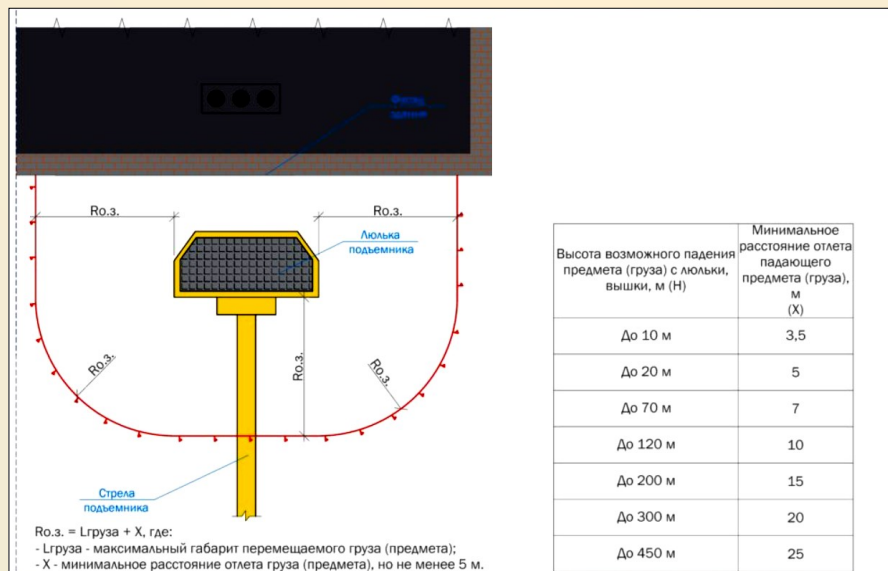 Фасад
здания
Rо.з.
Rо.з.
Люлька
подъемника
Rо.з.
Rо.з.
Rо.з.
Стрела
подъемника
Rо.з. = Lгруза + X, где:
- Lгруза - максимальный габарит перемещаемого груза (предмета);
- X - минимальное расстояние отлета груза (предмета), но не менее 5 м.
Высота возможного падения
предмета (груза) с люльки,
вышки, м (H)
Минимальное
расстояние отлета
падающего
предмета (груза),
м
(X)
До 10 м 3,5
До 20 м 5
До 70 м 7
До 120 м 10
До 200 м 15
До 300 м 20
До 450 м 25